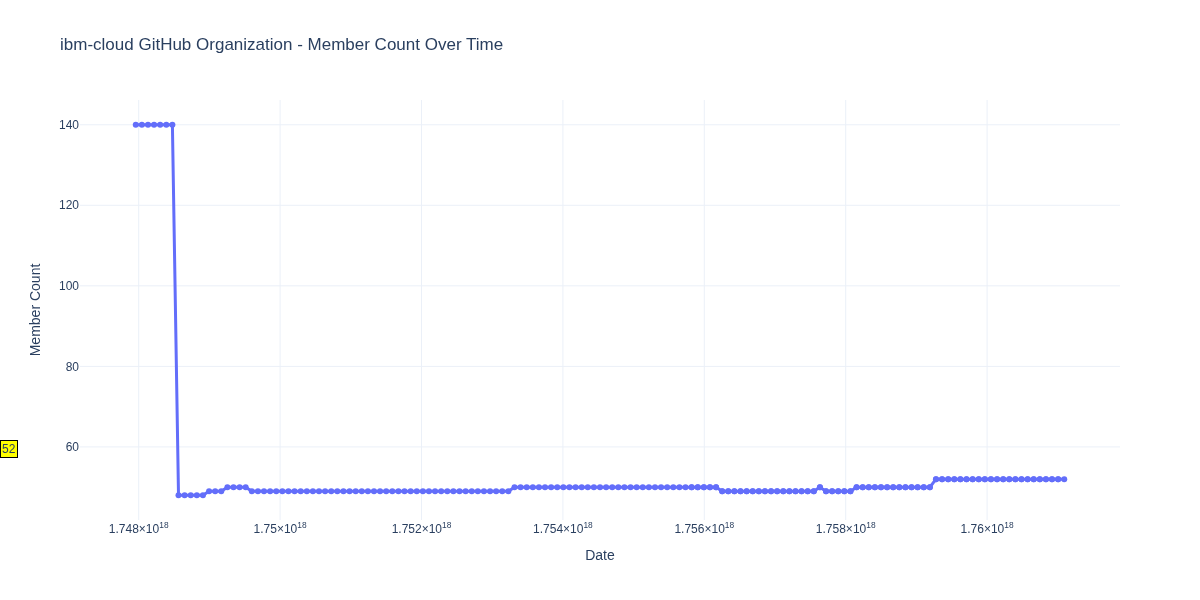 ibm-cloud GitHub Organization - Member Count Over Time
140
120
100
80
60
Member Count
52
1.748×10¹⁸ 1.75×10¹⁸ 1.752×10¹⁸ 1.754×10¹⁸ 1.756×10¹⁸ 1.758×10¹⁸ 1.76×10¹⁸
Date